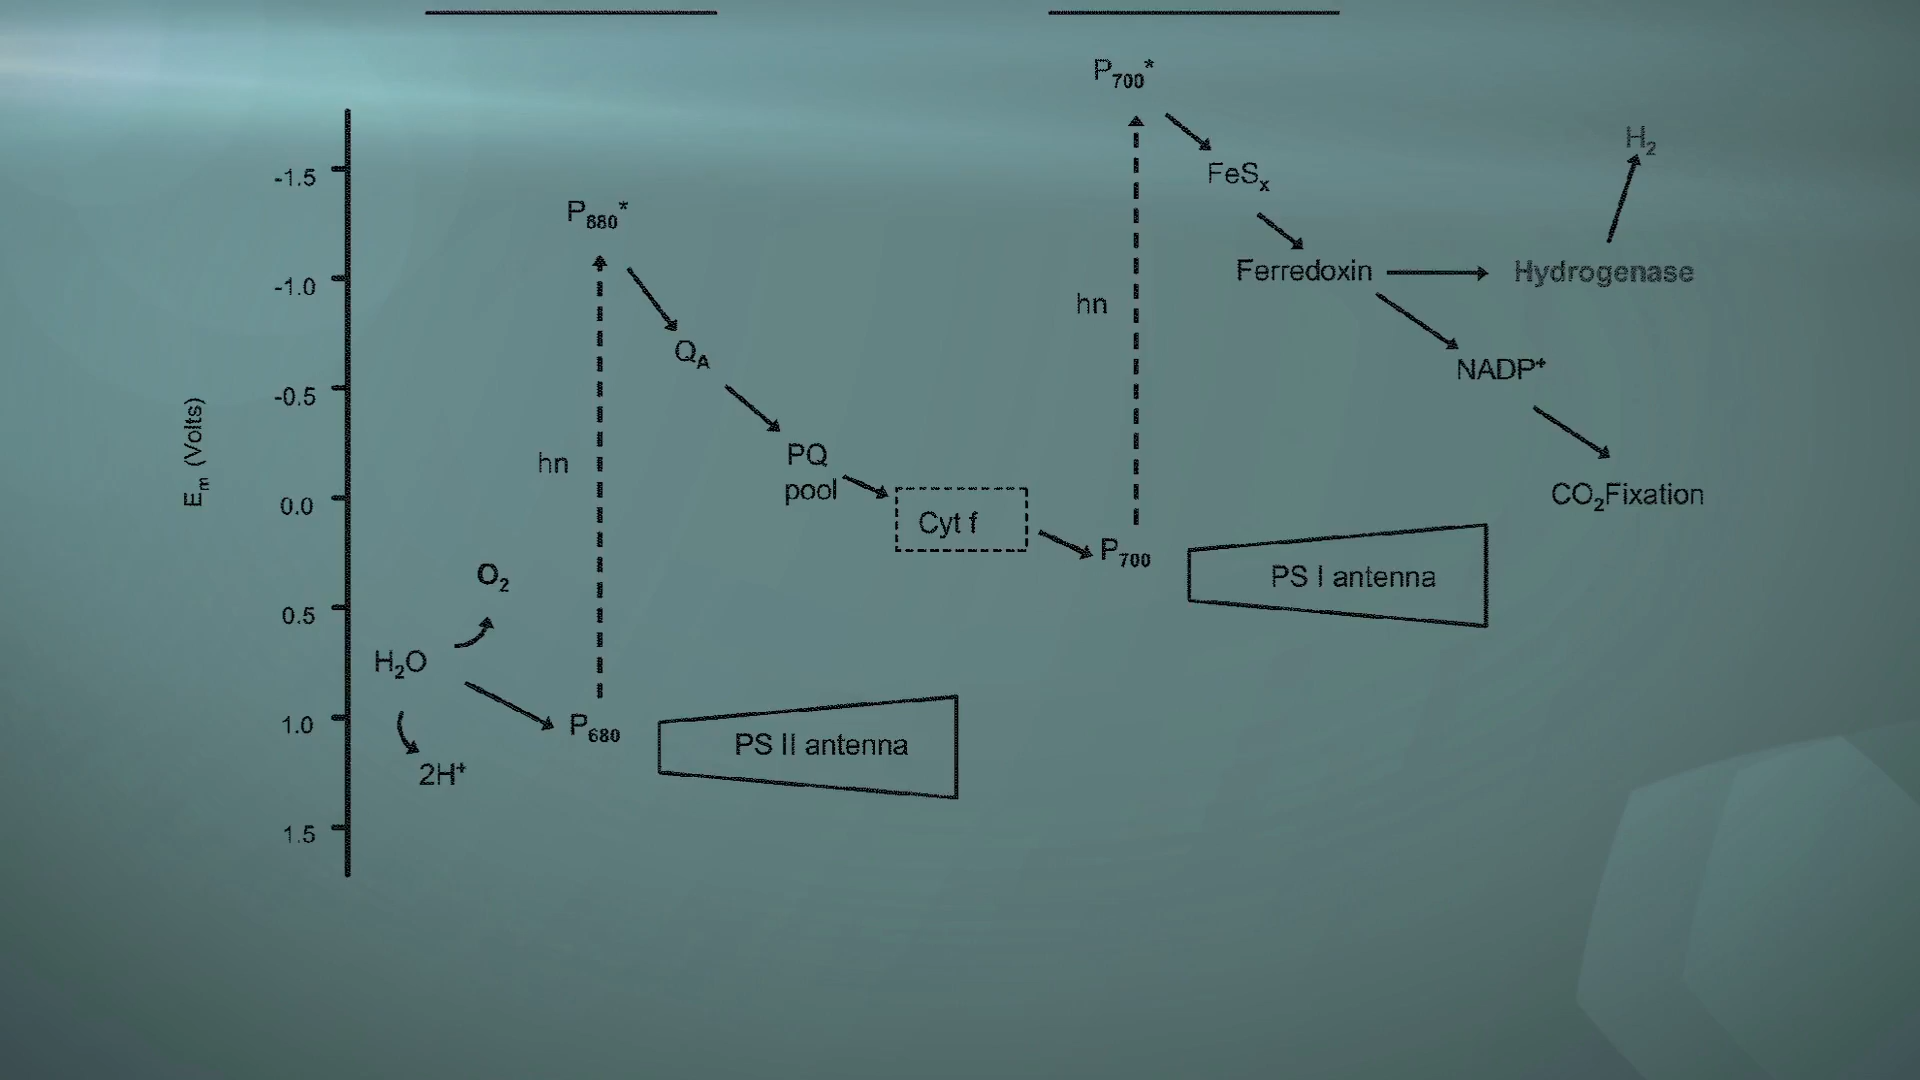 P700*
H2
-1.5
FeSx
P680*
-1.0
Ferredoxin
Hydrogenase
hn
QA
NADP+
-0.5
Em (Volts)
hn
PQ
pool
CO2Fixation
0.0
Cyt f
P700
PS I antenna
O2
0.5
H2O
1.0
P680
PS II antenna
2H+
1.5